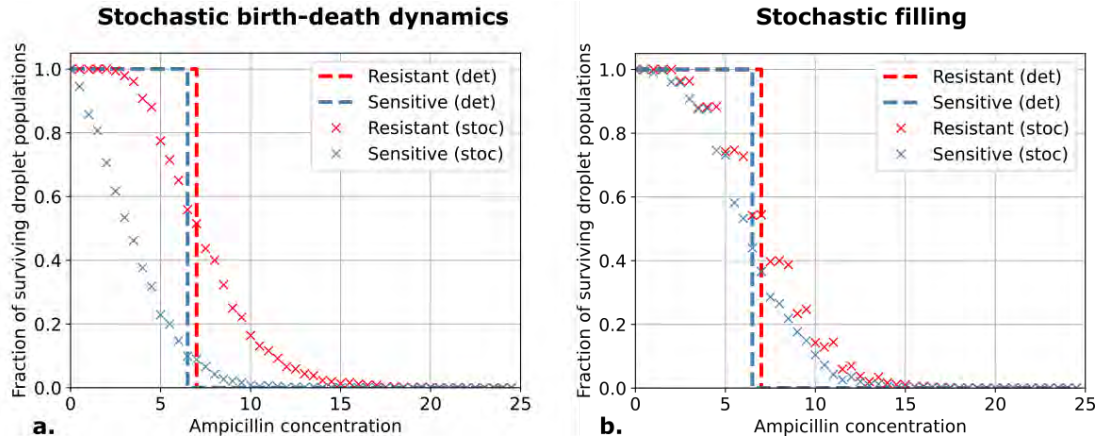 Stochastic birth-death dynamics
Fraction of surviving droplet populations
1.0
0.8
0.6
0.4
0.2
0.0
Resistant (det)
Sensitive (det)
Resistant (stoc)
Sensitive (stoc)
0 5 10 15 20 25
Ampicillin concentration
a.
Stochastic filling
Fraction of surviving droplet populations
1.0
0.8
0.6
0.4
0.2
0.0
Resistant (det)
Sensitive (det)
Resistant (stoc)
Sensitive (stoc)
0 5 10 15 20 25
Ampicillin concentration
b.